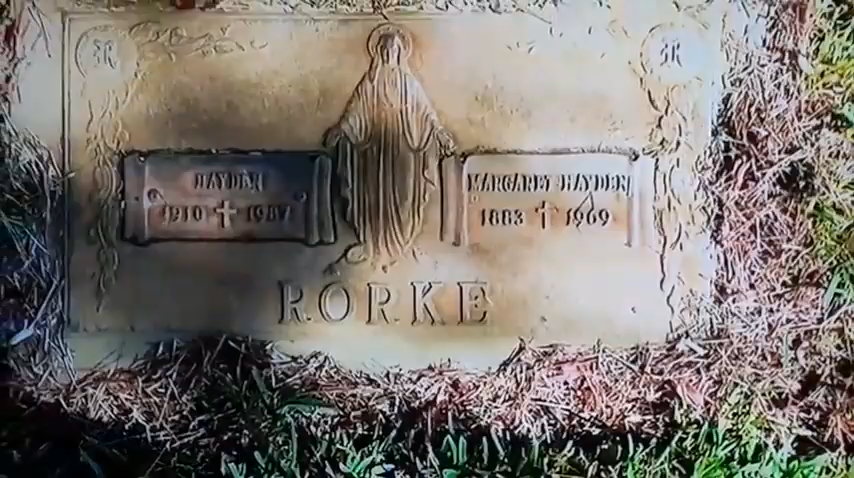 HAYDEN
1910 1987
MARGARET HAYDEN
1883 1969
RORKE